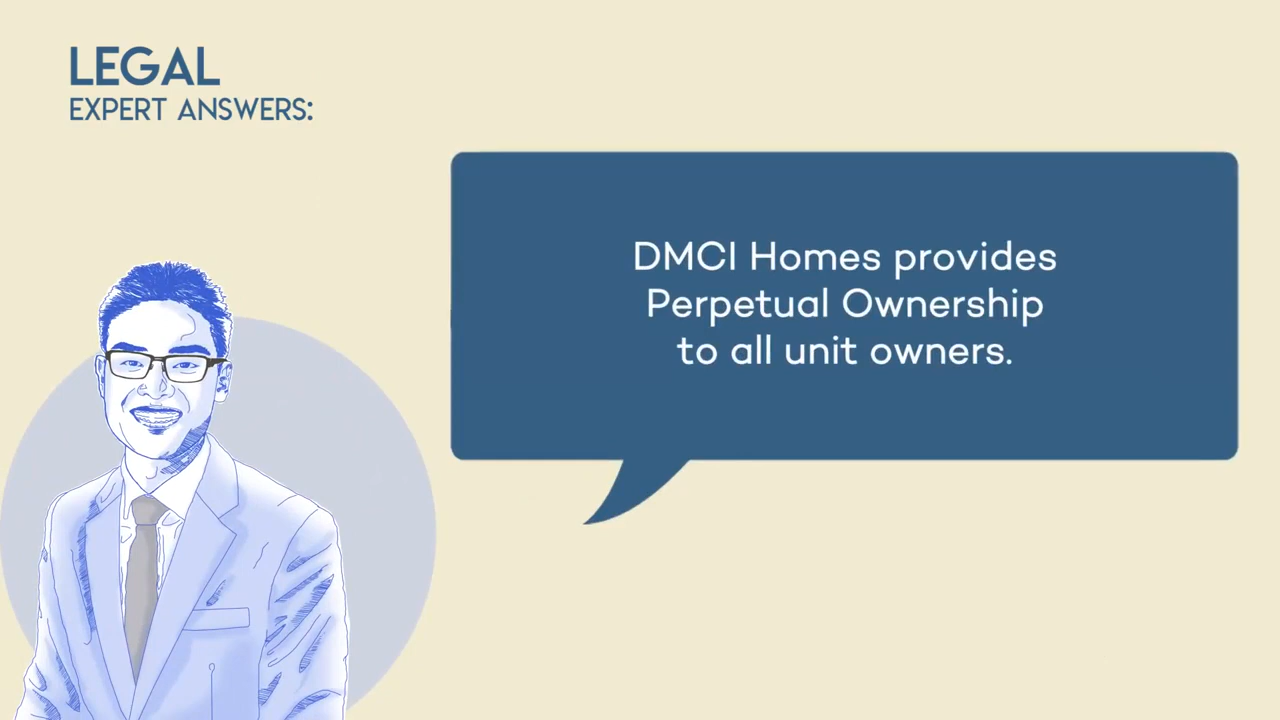 LEGAL
EXPERT ANSWERS:
DMCI Homes provides
Perpetual Ownership
to all unit owners.